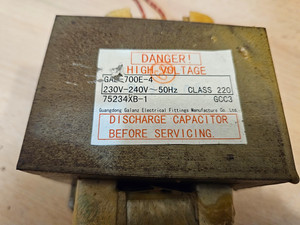 DANGER!
HIGH VOLTAGE
GAL-700E-4
230V-240V~50Hz CLASS 220
75234XB-1 GCC3
Guangdong Galanz Electrical Fittings Manufacture Co. Ltd.
DISCHARGE CAPACITOR
BEFORE SERVICING.